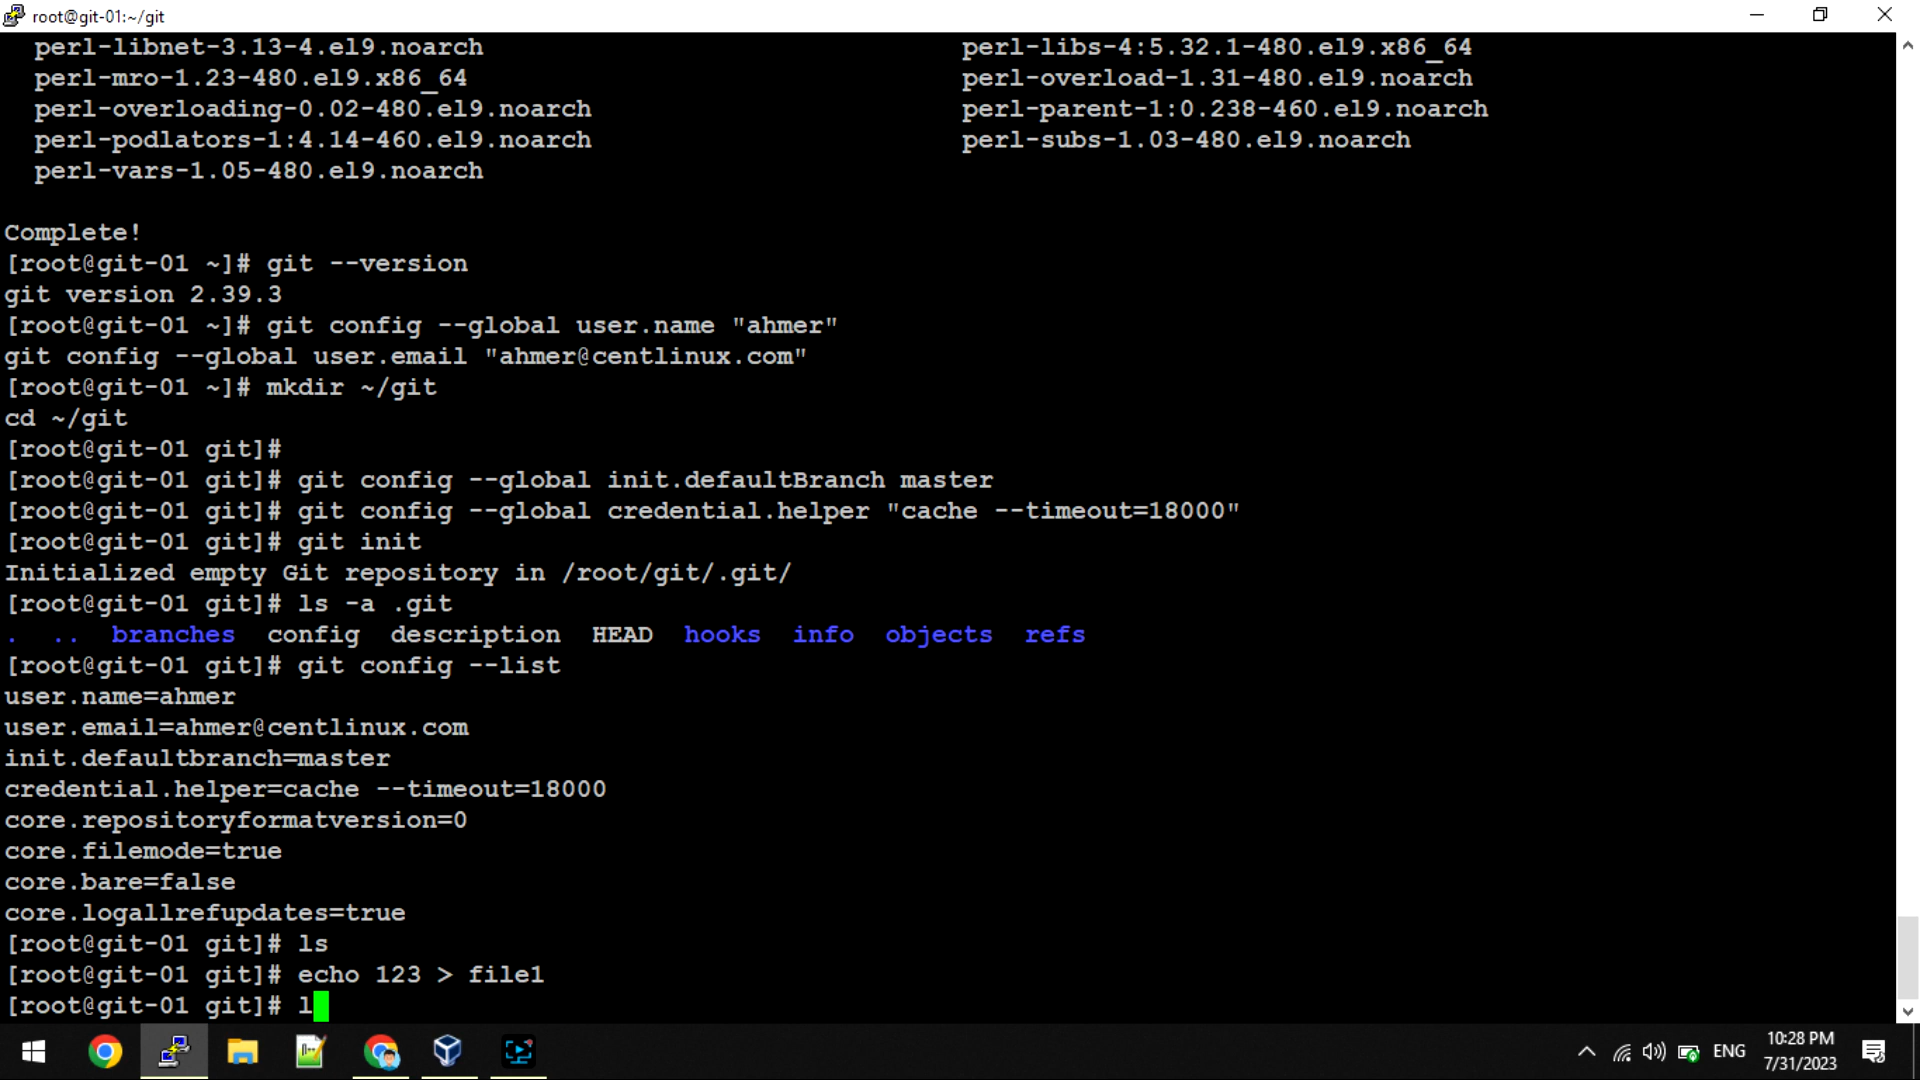 root@git-01:~/git
perl-libnet-3.13-4.el9.noarch perl-libs-4:5.32.1-480.el9.x86_64
perl-mro-1.23-480.el9.x86_64 perl-overload-1.31-480.el9.noarch
perl-overloading-0.02-480.el9.noarch perl-parent-1:0.238-460.el9.noarch
perl-podlators-1:4.14-460.el9.noarch perl-subs-1.03-480.el9.noarch
perl-vars-1.05-480.el9.noarch
Complete!
[root@git-01 ~]# git --version
git version 2.39.3
[root@git-01 ~]# git config --global user.name "ahmer"
git config --global user.email "ahmer@centlinux.com"
[root@git-01 ~]# mkdir ~/git
cd ~/git
[root@git-01 git]#
[root@git-01 git]# git config --global init.defaultBranch master
[root@git-01 git]# git config --global credential.helper "cache --timeout=18000"
[root@git-01 git]# git init
Initialized empty Git repository in /root/git/.git/
[root@git-01 git]# ls -a .git
. .. branches config description HEAD hooks info objects refs
[root@git-01 git]# git config --list
user.name=ahmer
user.email=ahmer@centlinux.com
init.defaultbranch=master
credential.helper=cache --timeout=18000
core.repositoryformatversion=0
core.filemode=true
core.bare=false
core.logallrefupdates=true
[root@git-01 git]# ls
[root@git-01 git]# echo 123 > file1
[root@git-01 git]# l
ENG
10:28 PM
7/31/2023